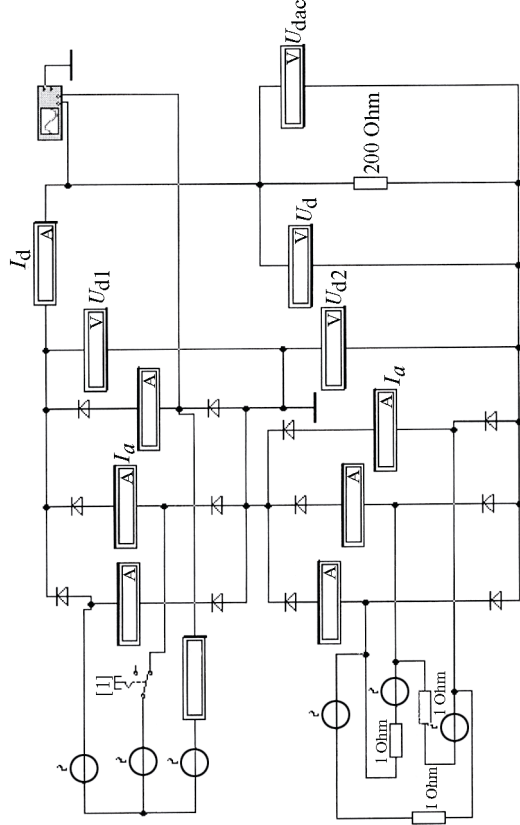 I_d
A
U_d1
V
U_dac
V
A
I_a
A
A
[1]
U_d
V
200 Ohm
U_d2
V
I_a
A
A
A
1 Ohm
1 Ohm
1 Ohm